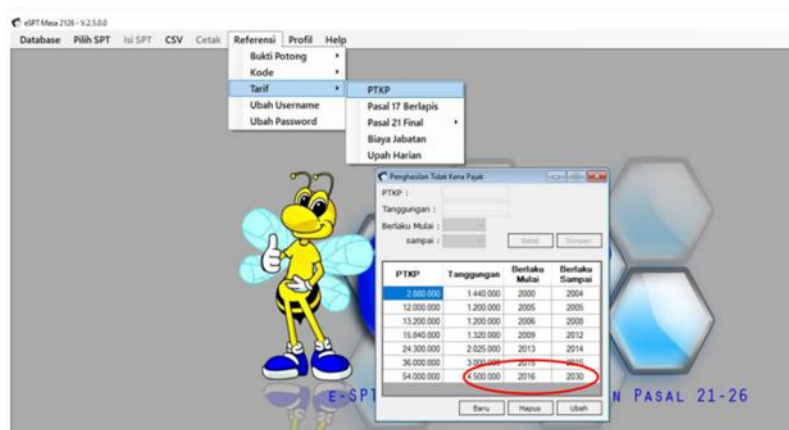 eSPT Masa 2126 - V.2.5.0.0
Database Pilih SPT Isi SPT CSV Cetak Referensi Profil Help
Bukti Potong
Kode
Tarif
Ubah Username
Ubah Password
PTKP
Pasal 17 Berlapis
Pasal 21 Final
Biaya Jabatan
Upah Harian
Penghasilan Tidak Kena Pajak
PTKP :
Tanggungan :
Berlaku Mulai :
sampai :
Batal Simpan
PTKP Tanggungan Berlaku Mulai Berlaku Sampai
2.880.000 1.440.000 2000 2004
12.000.000 1.200.000 2005 2005
13.200.000 1.200.000 2006 2008
15.840.000 1.320.000 2009 2012
24.300.000 2.025.000 2013 2014
36.000.000 3.000.000 2015 2015
54.000.000 4.500.000 2016 2030
Baru Hapus Ubah
e-SPT
N PASAL 21-26